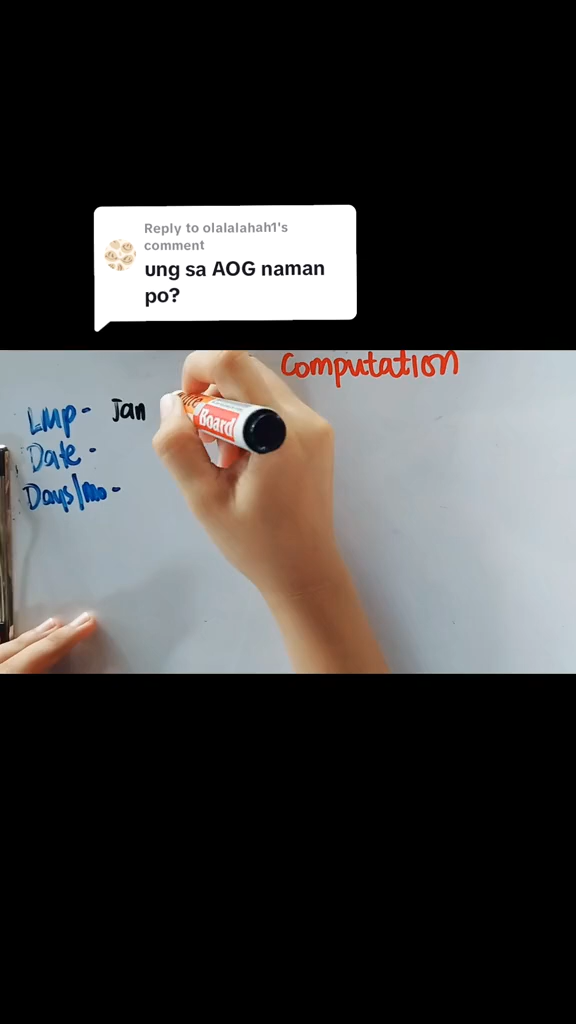 Reply to olalalahah1's
comment
ung sa AOG naman
po?
Computation
LMP- Jan
Board
Date -
Days/mo -